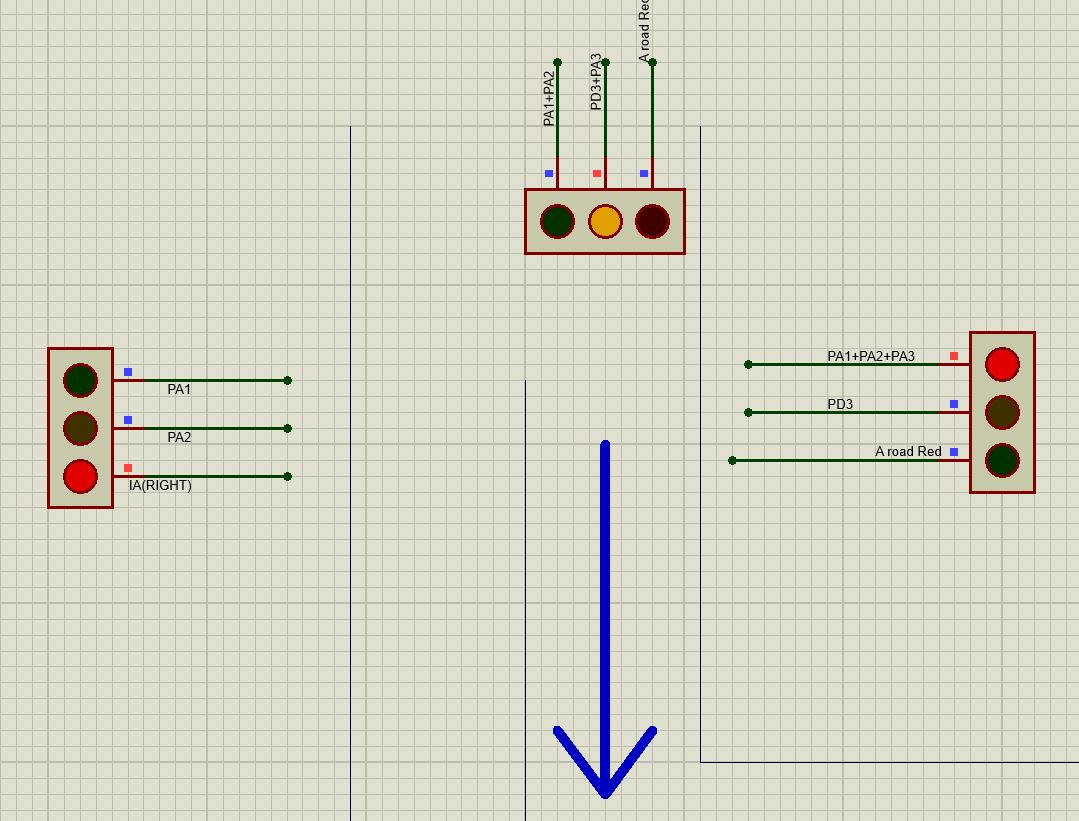 A road Red
PA1+PA2
PD3+PA3
PA1+PA2+PA3
PA1
PD3
PA2
A road Red
IA(RIGHT)